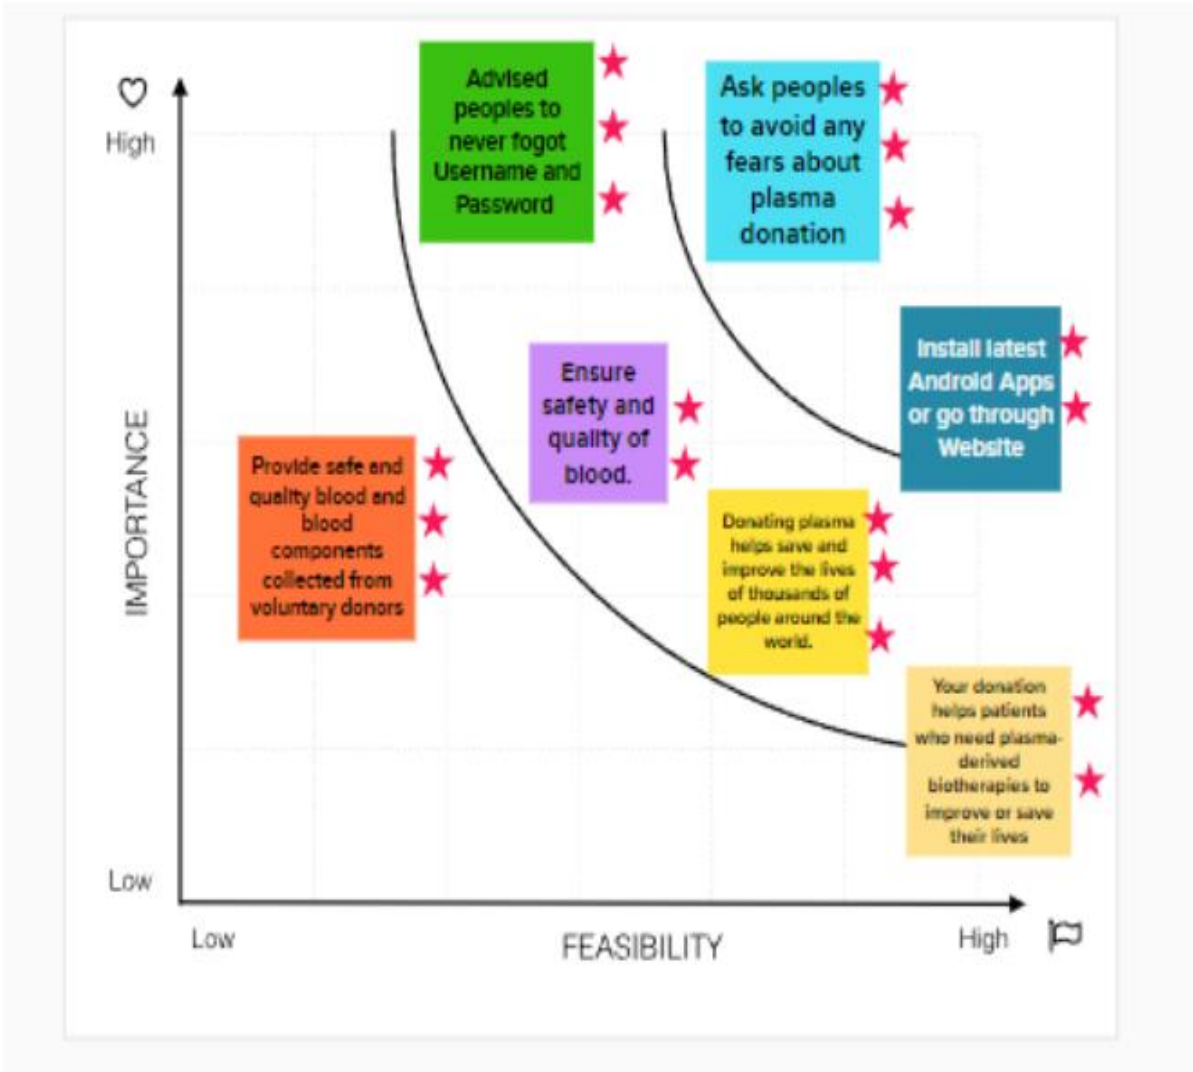 High
Advised
peoples to
never fogot
Username and
Password
Ask peoples
to avoid any
fears about
plasma
donation
Install latest
Android Apps
or go through
Website
Ensure
safety and
quality of
blood.
IMPORTANCE
Provide safe and
quality blood and
blood
components
collected from
voluntary donors
Donating plasma
helps save and
improve the lives
of thousands of
people around the
world.
Your donation
helps patients
who need plasma-
derived
biotherapies to
improve or save
their lives
Low
Low
FEASIBILITY
High